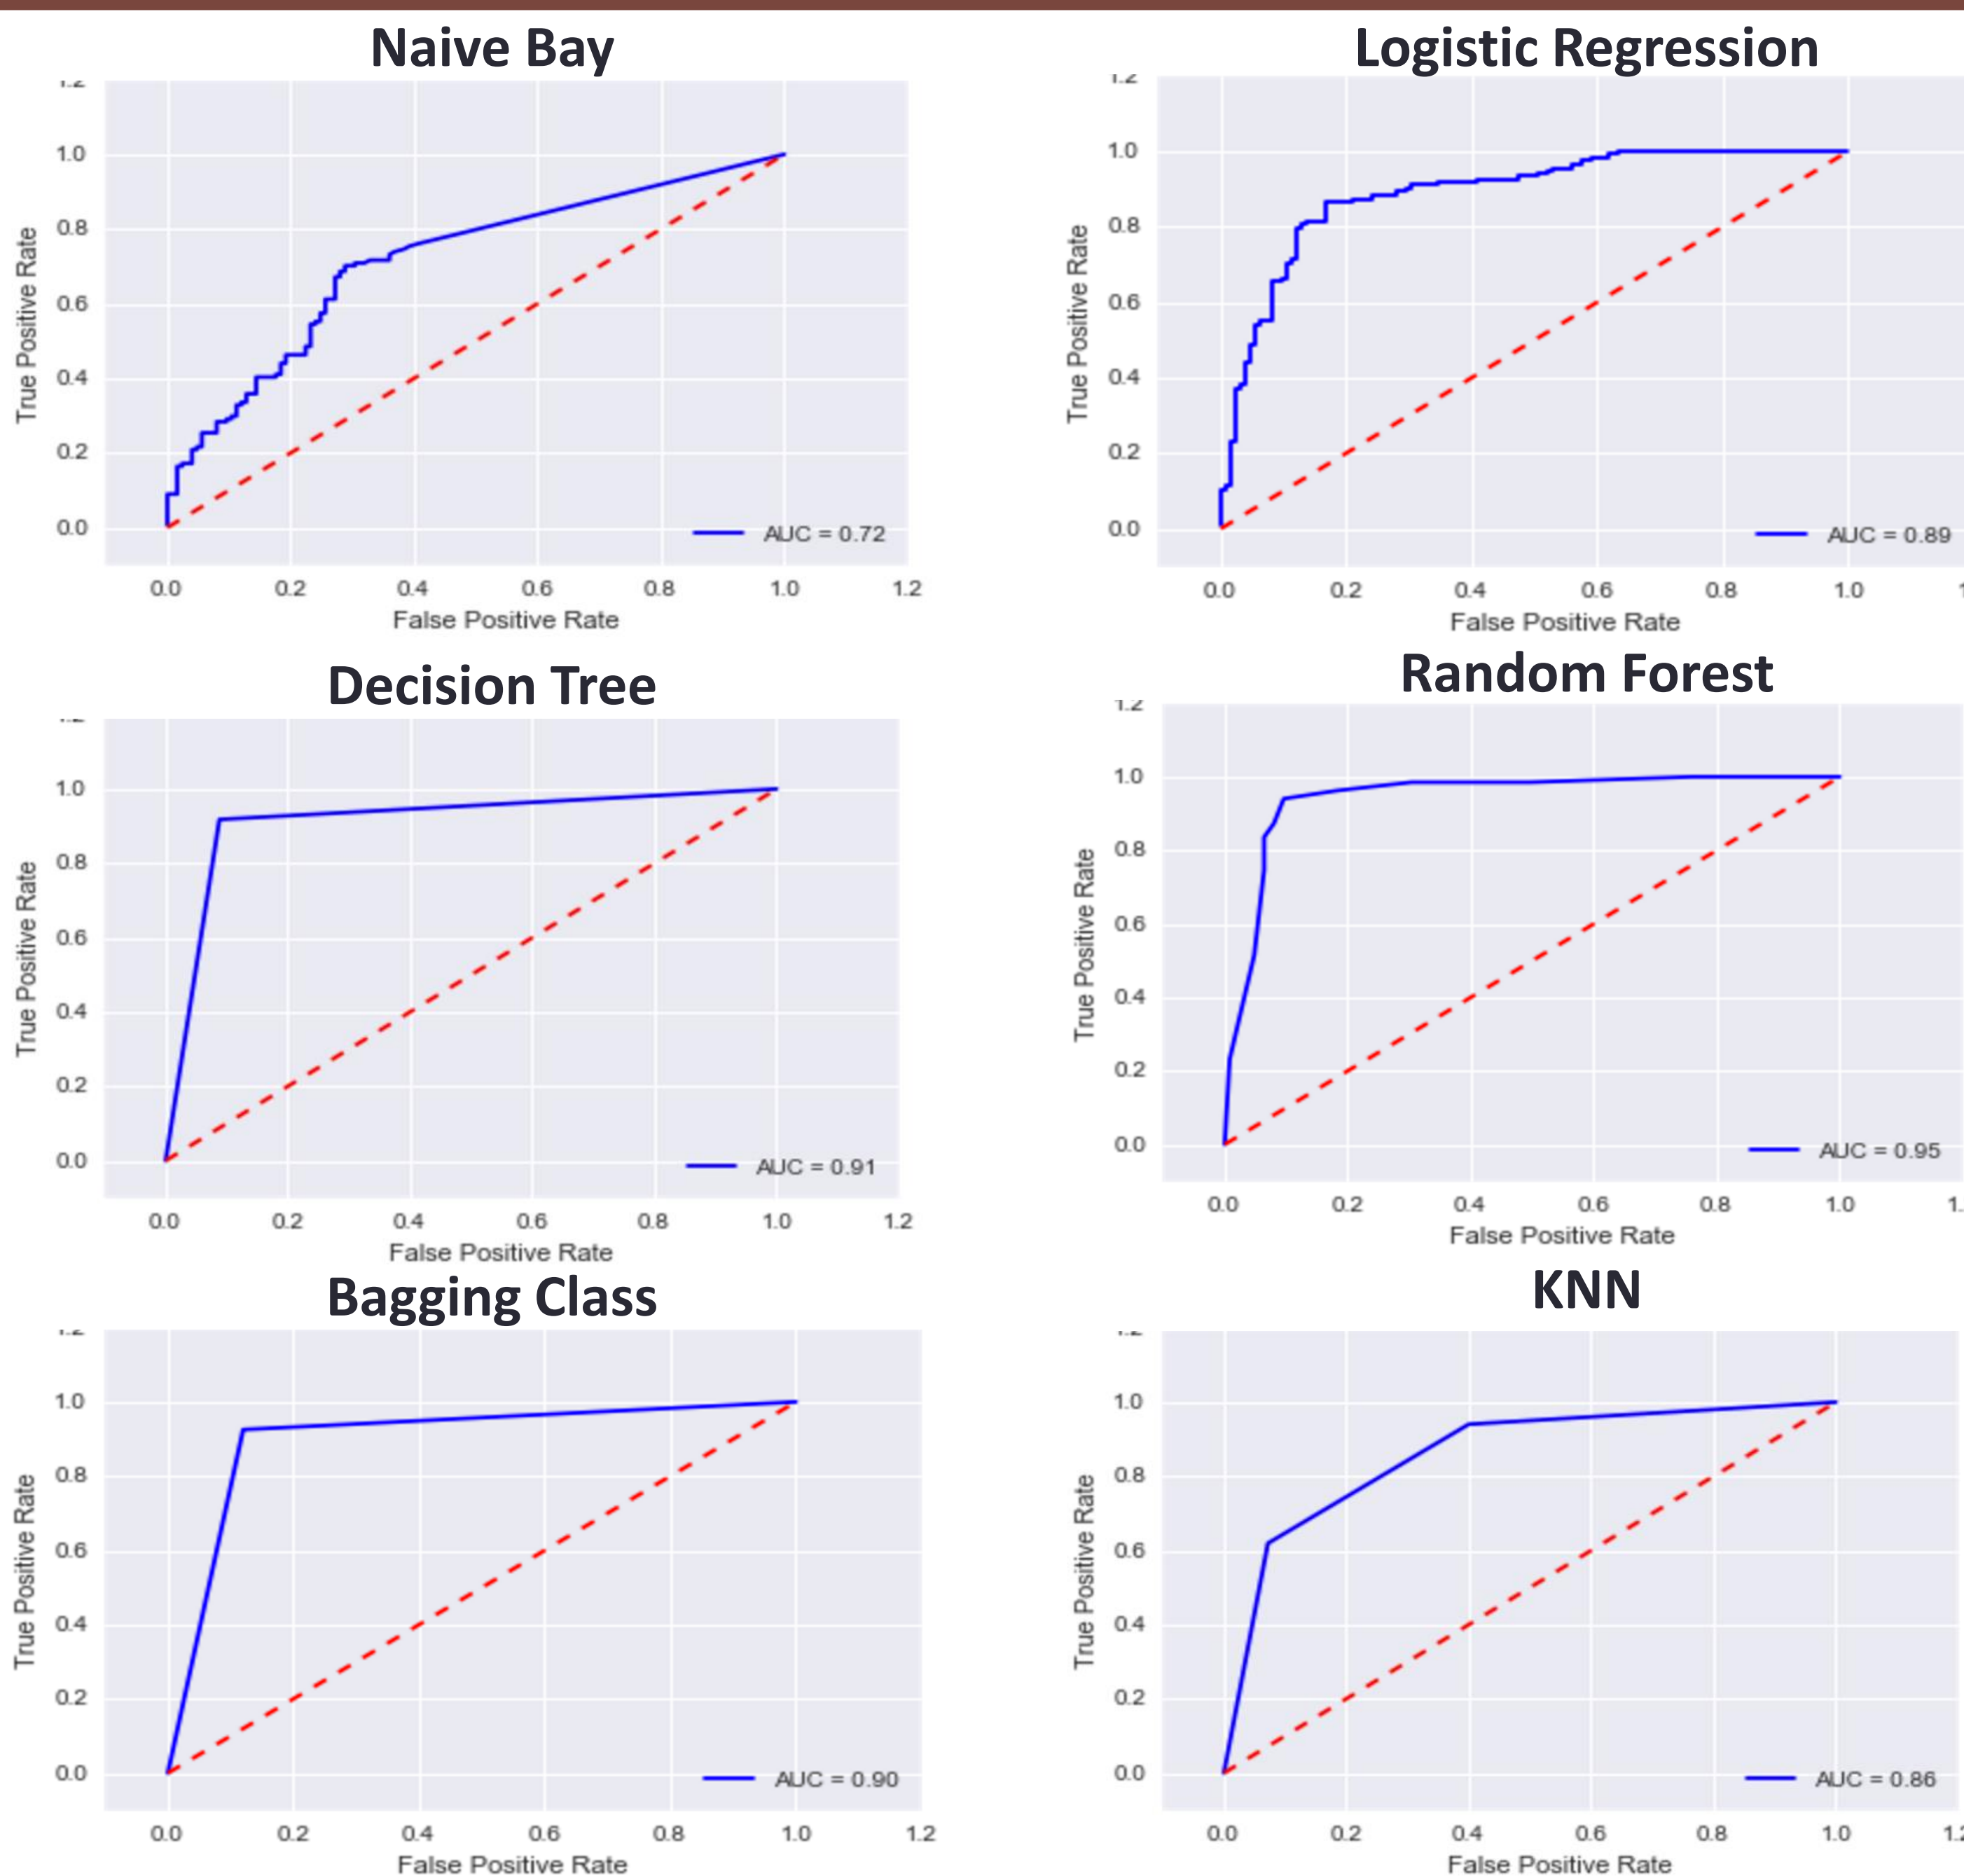 Naive Bay
1.0
0.8
0.6
0.4
0.2
0.0
True Positive Rate
AUC = 0.72
0.0 0.2 0.4 0.6 0.8 1.0 1.2
False Positive Rate
Logistic Regression
1.2
1.0
0.8
0.6
0.4
0.2
0.0
True Positive Rate
AUC = 0.89
0.0 0.2 0.4 0.6 0.8 1.0
False Positive Rate
Decision Tree
1.0
0.8
0.6
0.4
0.2
0.0
True Positive Rate
AUC = 0.91
0.0 0.2 0.4 0.6 0.8 1.0 1.2
False Positive Rate
Random Forest
1.2
1.0
0.8
0.6
0.4
0.2
0.0
True Positive Rate
AUC = 0.95
0.0 0.2 0.4 0.6 0.8 1.0
False Positive Rate
Bagging Class
1.0
0.8
0.6
0.4
0.2
0.0
True Positive Rate
AUC = 0.90
0.0 0.2 0.4 0.6 0.8 1.0 1.2
False Positive Rate
KNN
1.0
0.8
0.6
0.4
0.2
0.0
True Positive Rate
AUC = 0.86
0.0 0.2 0.4 0.6 0.8 1.0 1.2
False Positive Rate